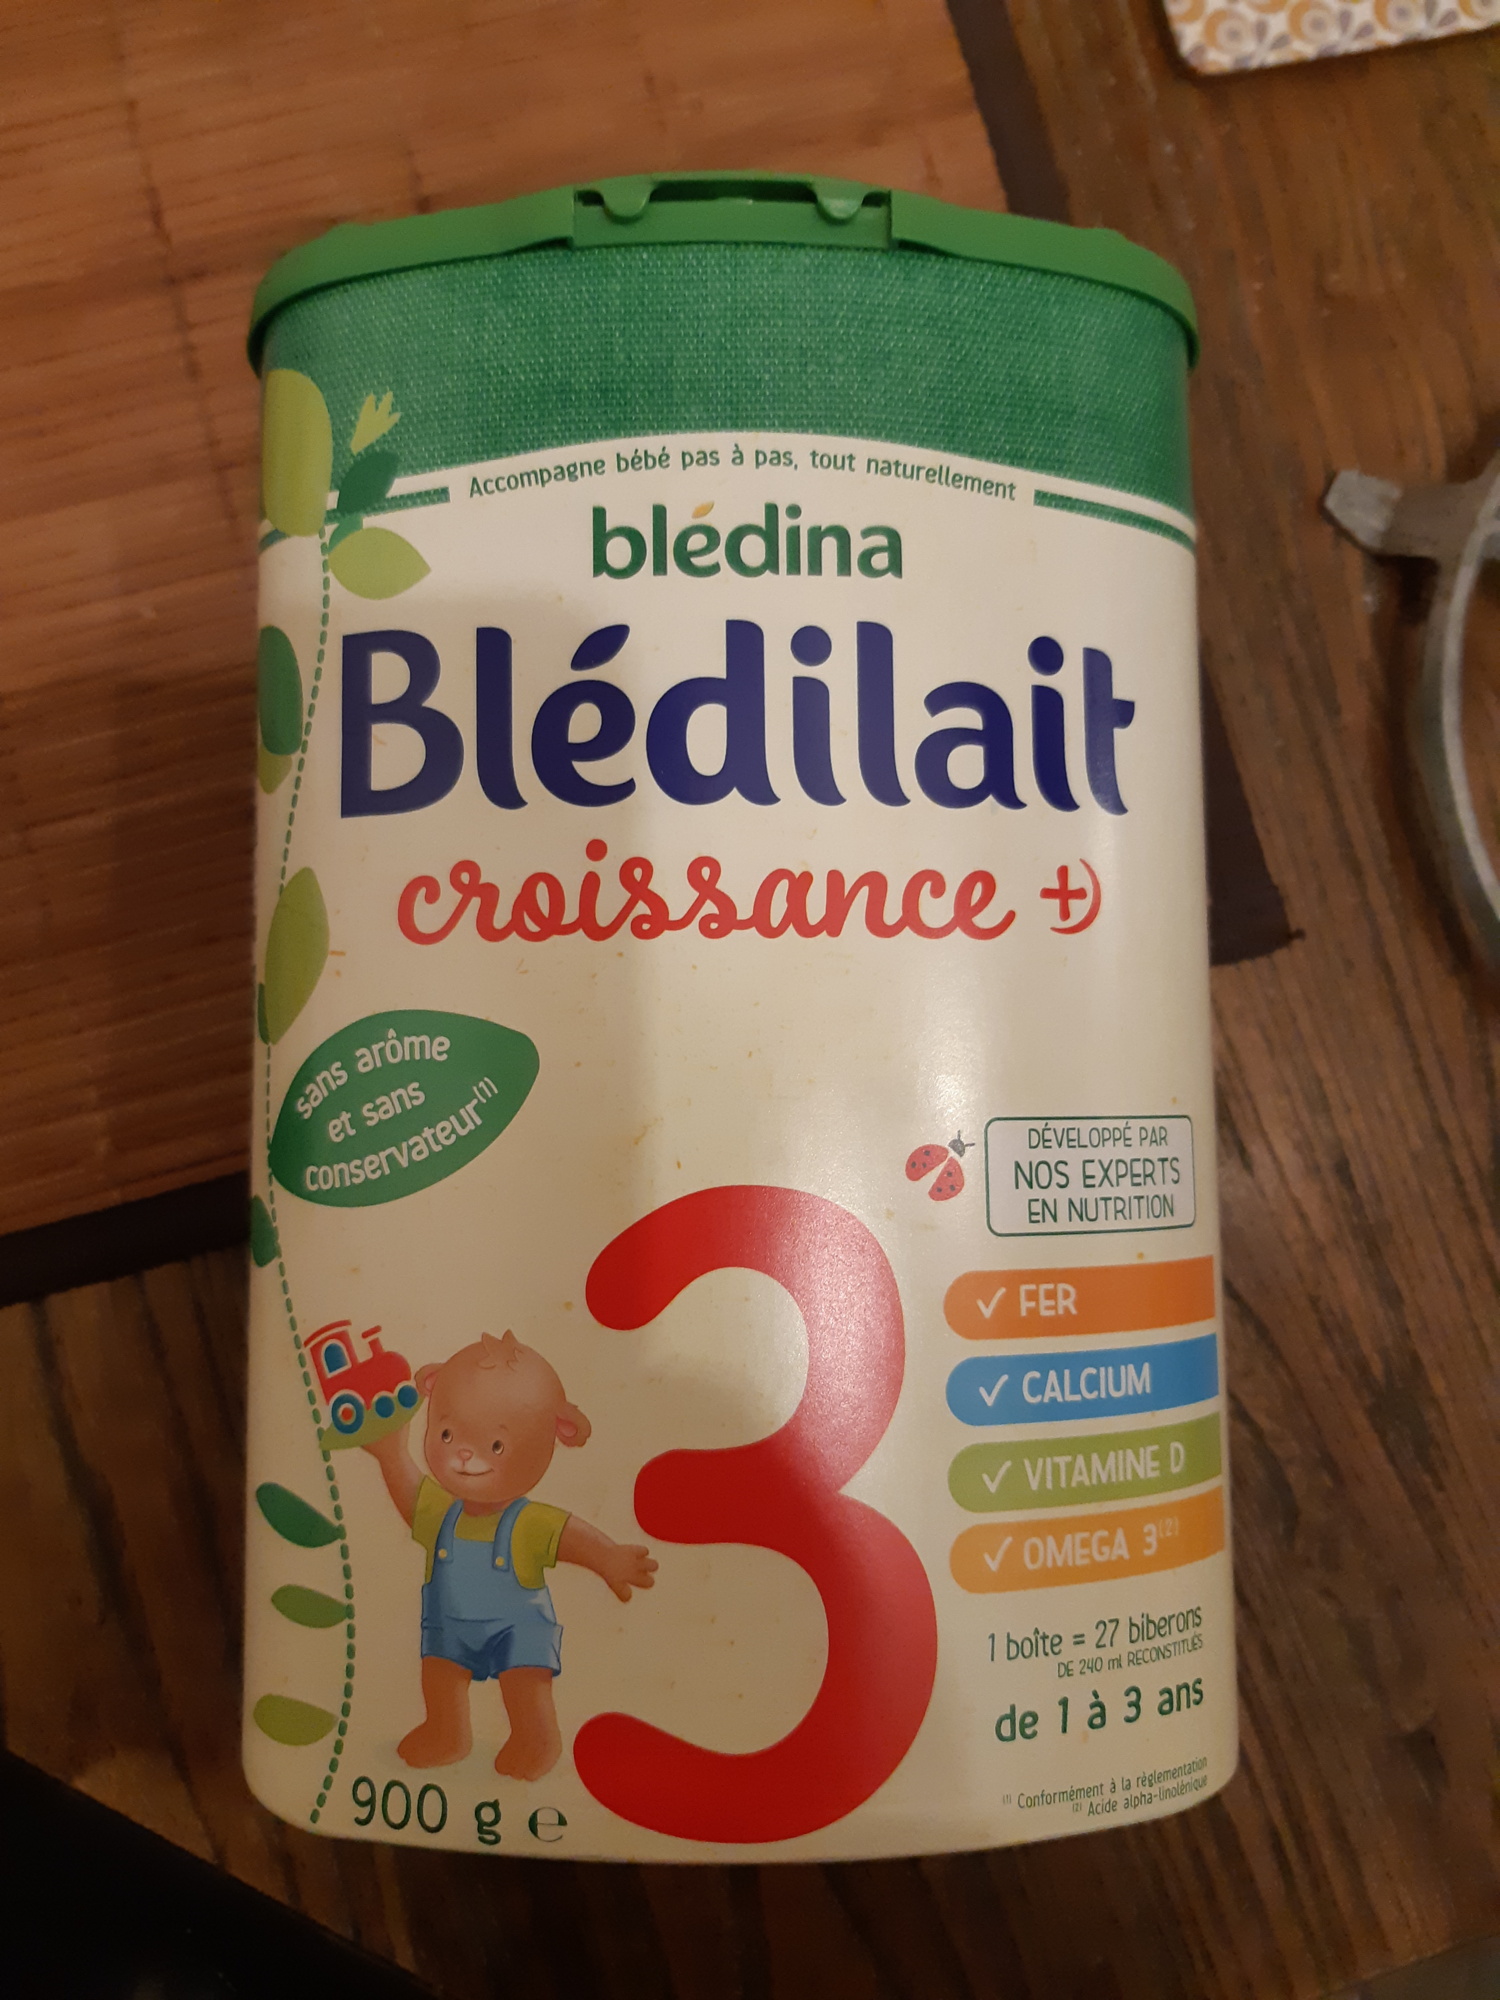 Accompagne bébé pas à pas, tout naturellement
blédina
Blédilait
croissance +
sans arôme
et sans
conservateur(1)
DÉVELOPPÉ PAR
NOS EXPERTS
EN NUTRITION
✓ FER
✓ CALCIUM
✓ VITAMINE D
✓ OMEGA 3(2)
3
1 boîte = 27 biberons
DE 240 ml RECONSTITUÉS
de 1 à 3 ans
900 g e
(1) Conformément à la règlementation
(2) Acide alpha-linolénique